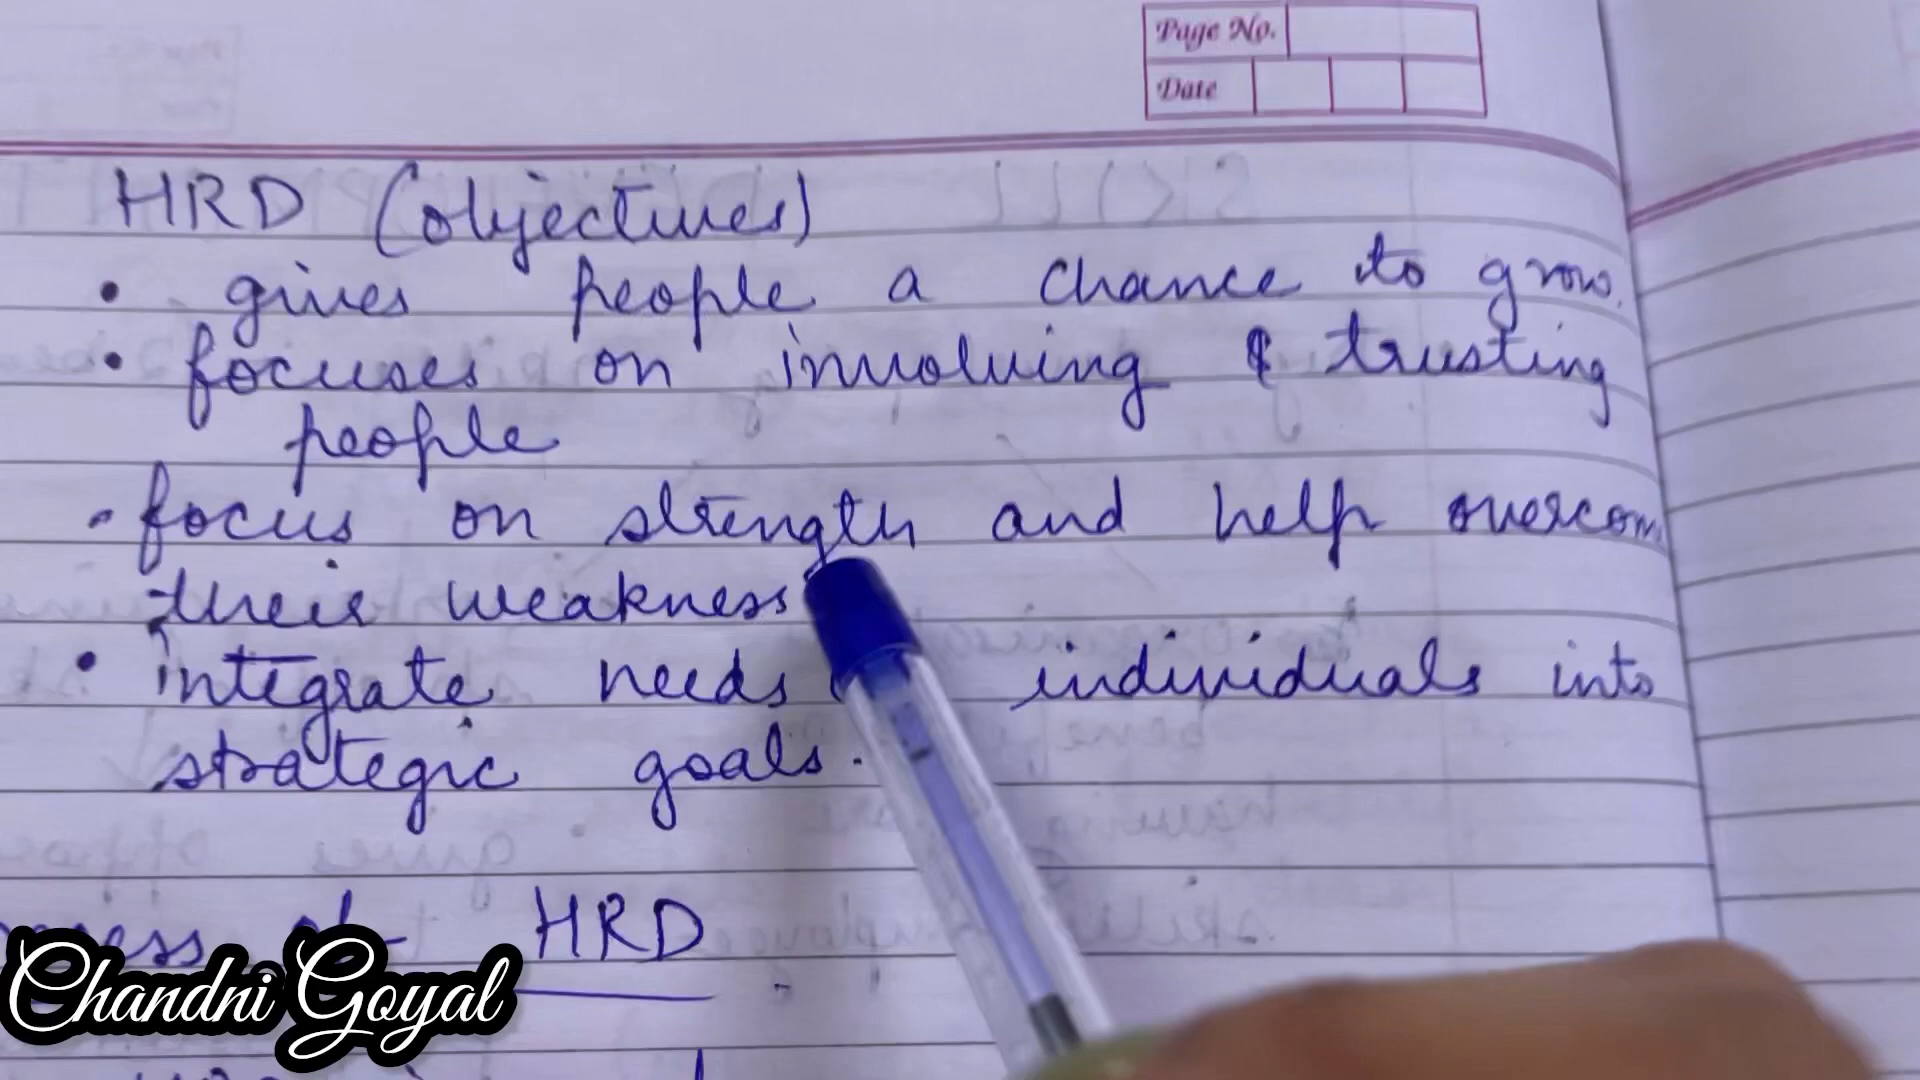 Page No.
Date
HRD (objectives)
• gives people a chance to grow.
• focuses on involving & trusting
people
- focus on strength and help overcom
their weakness
• integrate needs individuals into
strategic goals.
of HRD
Chandni Goyal